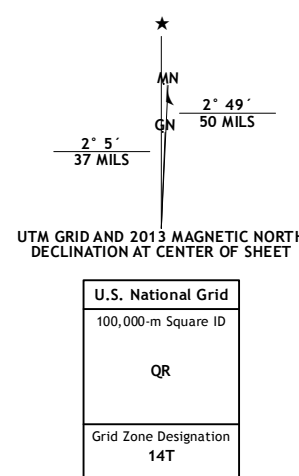 ★
MN
GN
2° 49´
50 MILS
2° 5´
37 MILS
UTM GRID AND 2013 MAGNETIC NORTH
DECLINATION AT CENTER OF SHEET
U.S. National Grid
100,000-m Square ID
QR
Grid Zone Designation
14T